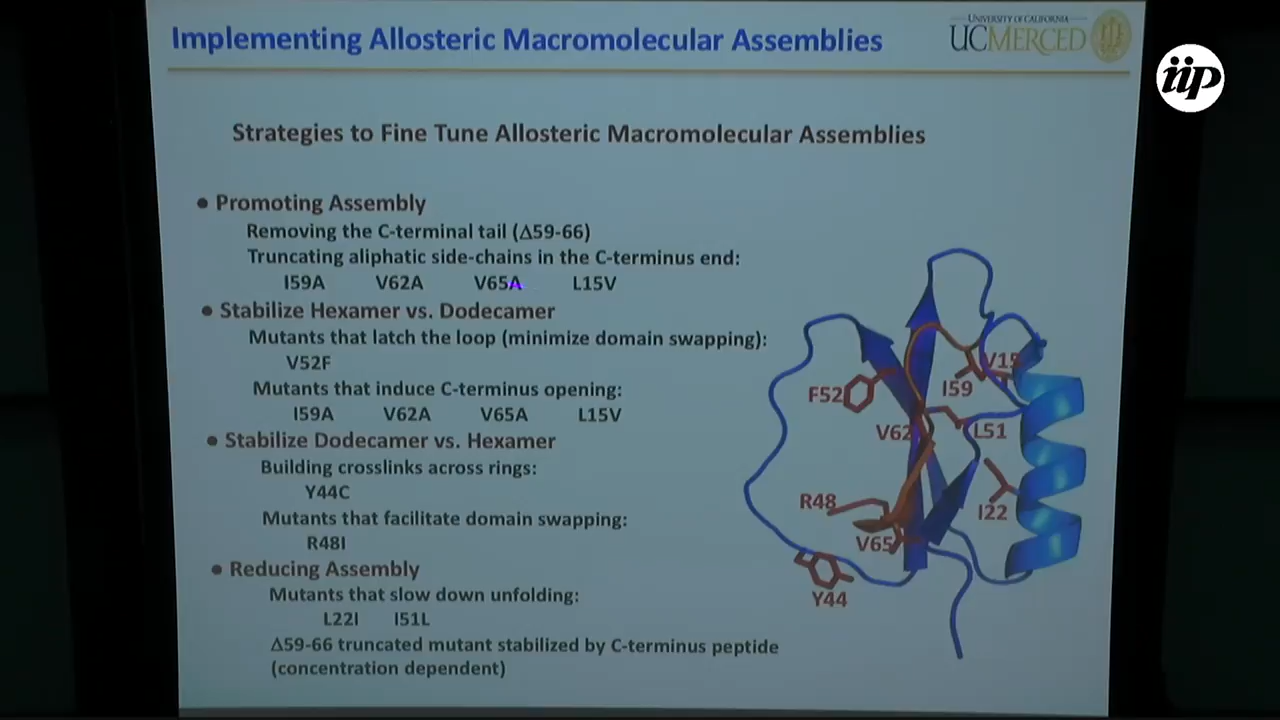 Implementing Allosteric Macromolecular Assemblies
UNIVERSITY OF CALIFORNIA
UCMERCED
iip
Strategies to Fine Tune Allosteric Macromolecular Assemblies
● Promoting Assembly
Removing the C-terminal tail (Δ59-66)
Truncating aliphatic side-chains in the C-terminus end:
I59A V62A V65A L15V
● Stabilize Hexamer vs. Dodecamer
Mutants that latch the loop (minimize domain swapping):
V52F
Mutants that induce C-terminus opening:
I59A V62A V65A L15V
● Stabilize Dodecamer vs. Hexamer
Building crosslinks across rings:
Y44C
Mutants that facilitate domain swapping:
R48I
● Reducing Assembly
Mutants that slow down unfolding:
L22I I51L
Δ59-66 truncated mutant stabilized by C-terminus peptide
(concentration dependent)
V15
I59
F52
V62
L51
R48
I22
V65
Y44